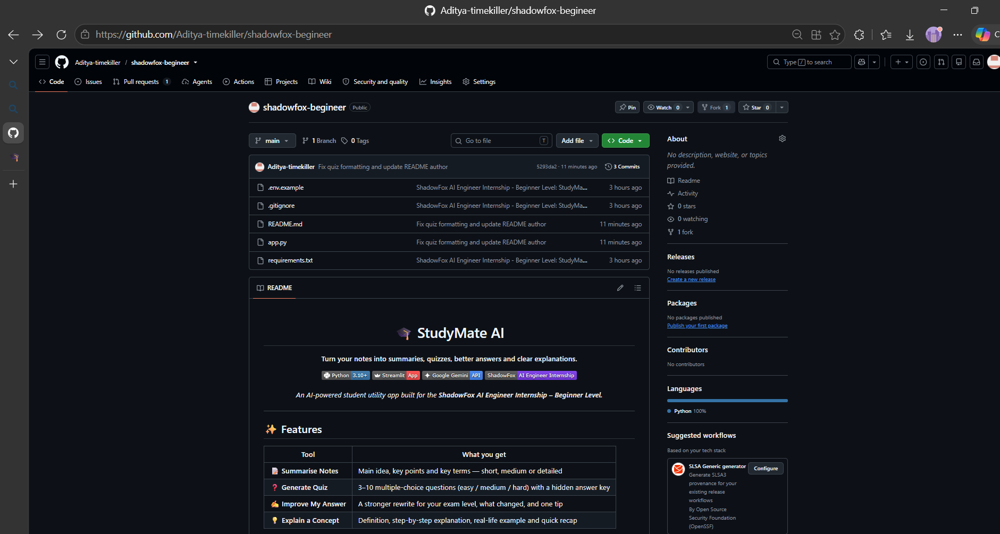 Aditya-timekiller/shadowfox-begineer
https://github.com/Aditya-timekiller/shadowfox-begineer
Aditya-timekiller / shadowfox-begineer
Type / to search
Code
Issues
Pull requests 1
Agents
Actions
Projects
Wiki
Security and quality
Insights
Settings
shadowfox-begineer Public
Pin
Watch 0
Fork 1
Star 0
main
1 Branch
0 Tags
Go to file T
Add file
Code
Aditya-timekiller Fix quiz formatting and update README author 5293da2 · 11 minutes ago 3 Commits
.env.example ShadowFox AI Engineer Internship - Beginner Level: StudyMa... 3 hours ago
.gitignore ShadowFox AI Engineer Internship - Beginner Level: StudyMa... 3 hours ago
README.md Fix quiz formatting and update README author 11 minutes ago
app.py Fix quiz formatting and update README author 11 minutes ago
requirements.txt ShadowFox AI Engineer Internship - Beginner Level: StudyMa... 3 hours ago
README
StudyMate AI
Turn your notes into summaries, quizzes, better answers and clear explanations.
Python 3.10+ Streamlit App Google Gemini API ShadowFox AI Engineer Internship
An AI-powered student utility app built for the ShadowFox AI Engineer Internship – Beginner Level.
Features
Tool What you get
Summarise Notes Main idea, key points and key terms — short, medium or detailed
Generate Quiz 3–10 multiple-choice questions (easy / medium / hard) with a hidden answer key
Improve My Answer A stronger rewrite for your exam level, what changed, and one tip
Explain a Concept Definition, step-by-step explanation, real-life example and quick recap
About
No description, website, or topics
provided.
Readme
Activity
0 stars
0 watching
1 fork
Releases
No releases published
Create a new release
Packages
No packages published
Publish your first package
Contributors
No contributors
Languages
Python 100%
Suggested workflows
Based on your tech stack
SLSA Generic generator
Configure
Generate SLSA3
provenance for your
existing release
workflows
By Open Source
Security Foundation
(OpenSSF)